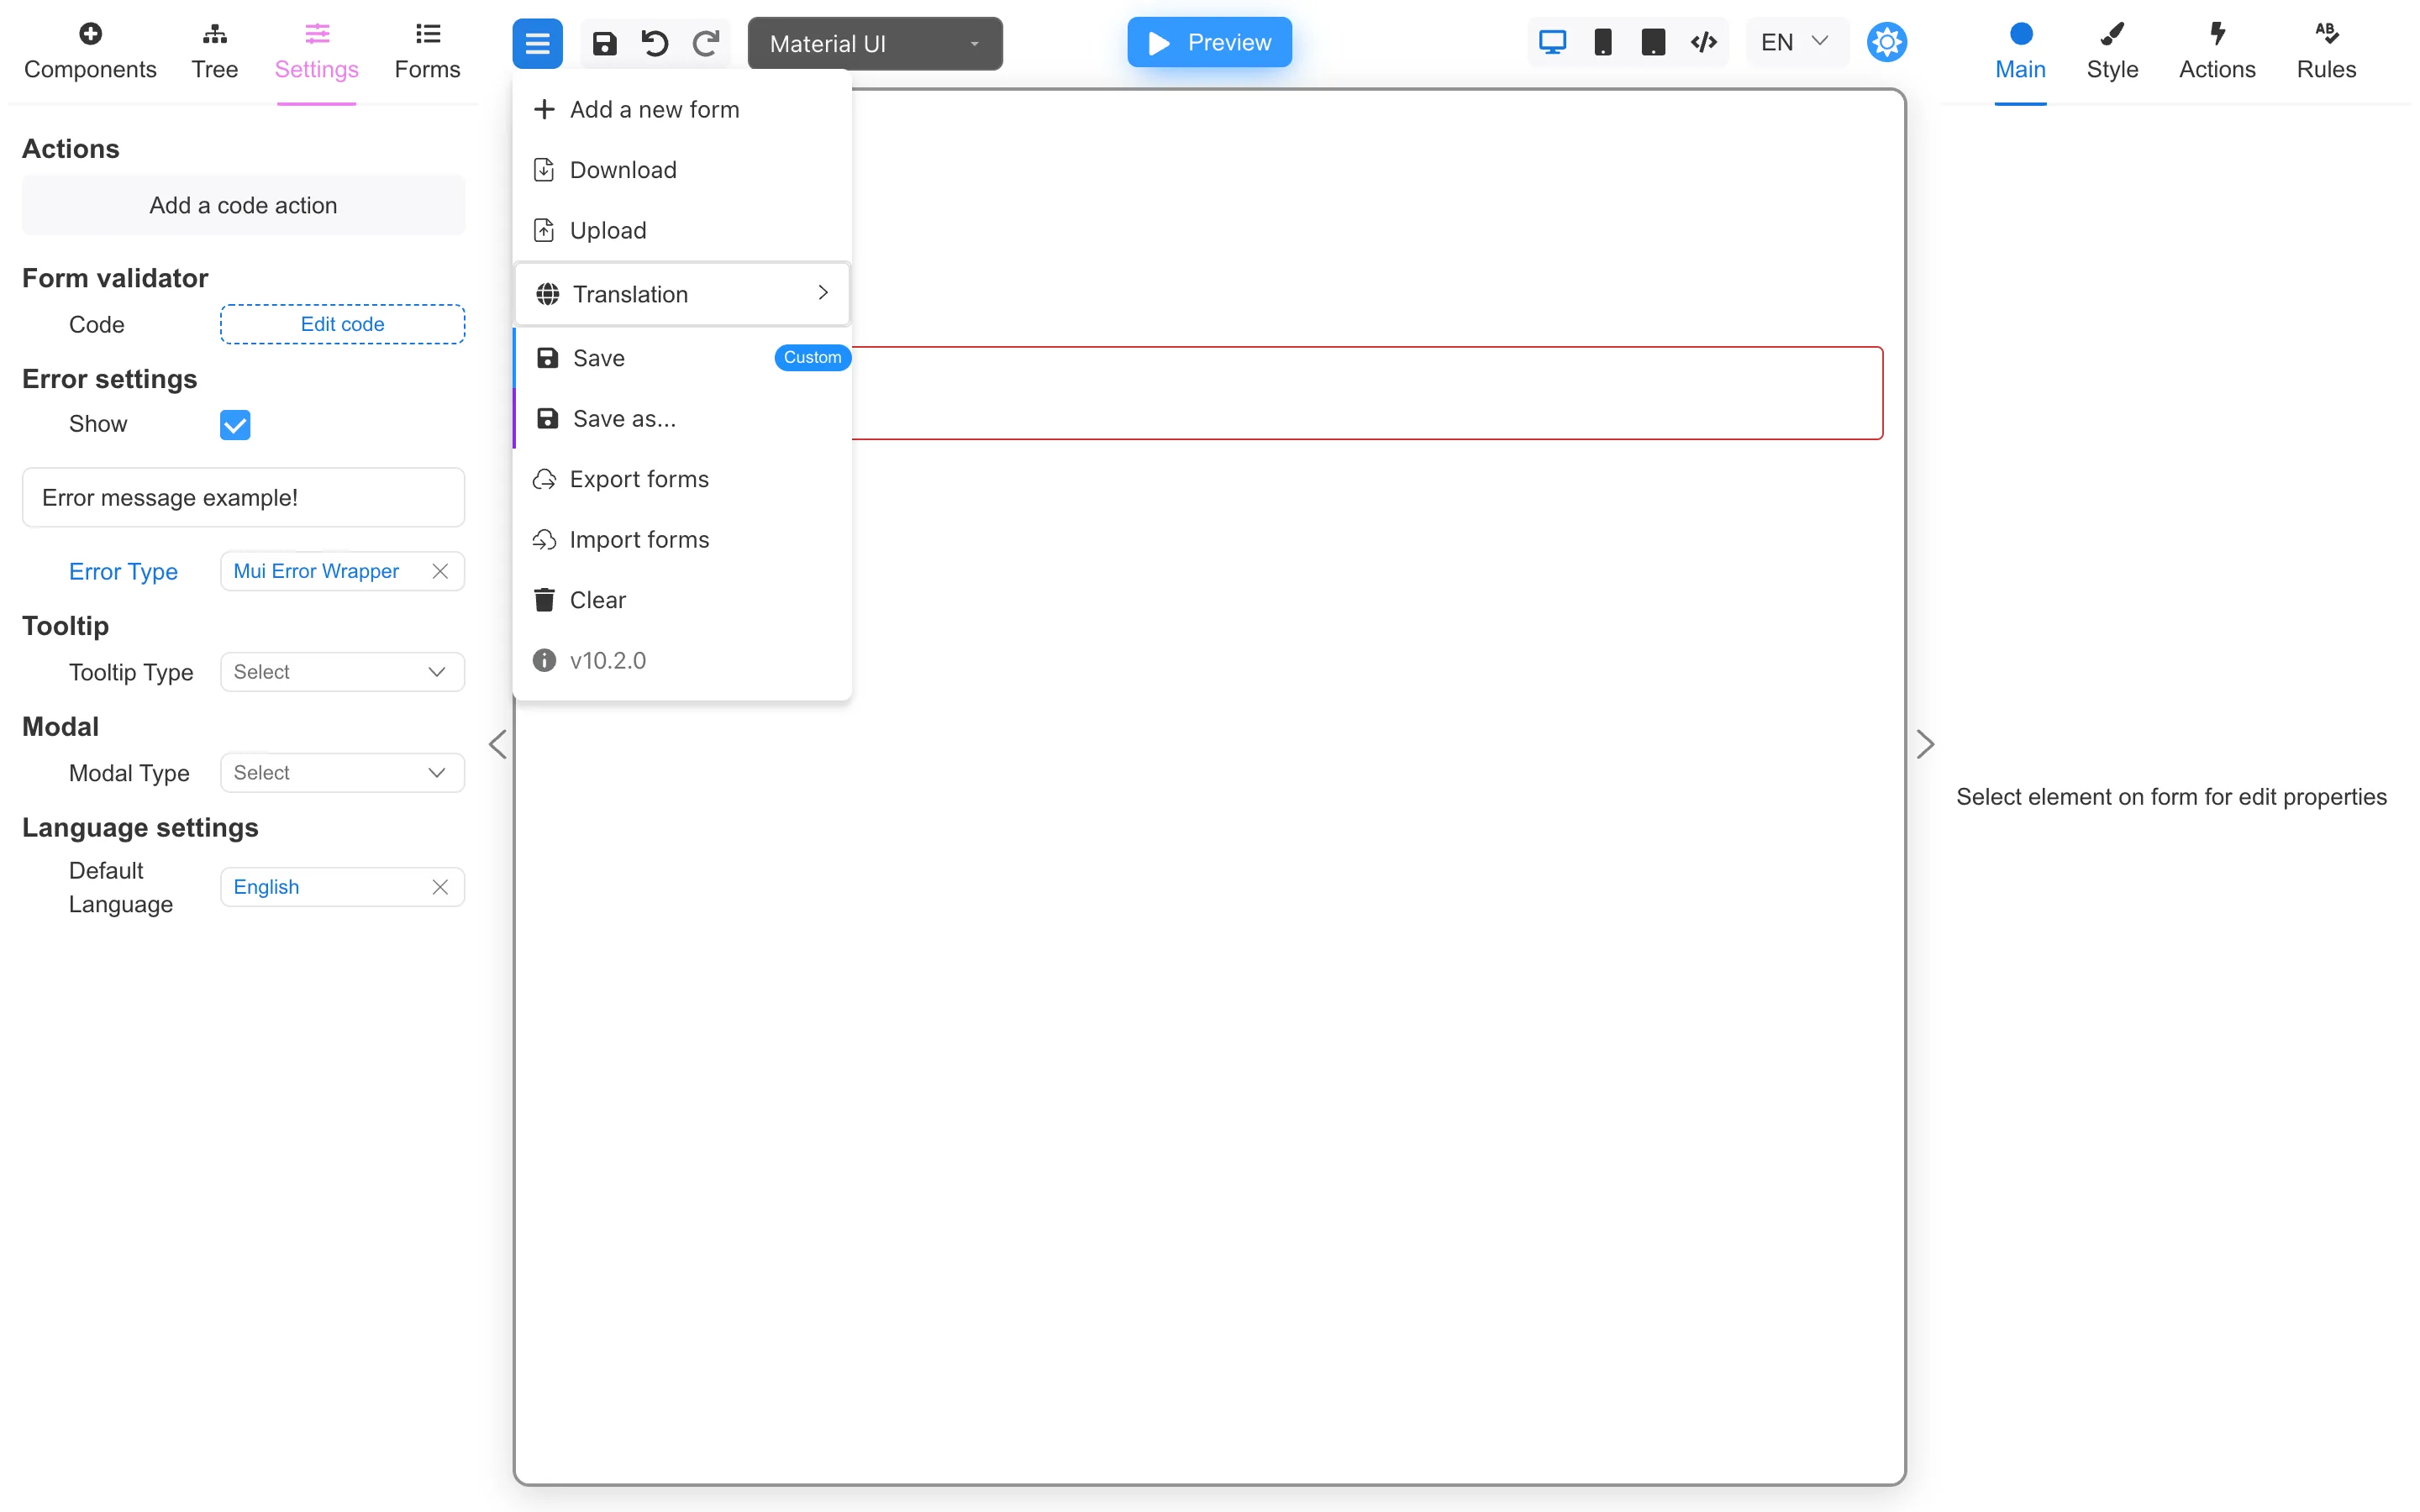 Components
Tree
Settings
Forms
Material UI
Preview
EN
Main
Style
Actions
AB
Rules
Actions
Add a code action
Form validator
Code
Edit code
Error settings
Show
Error message example!
Error Type
Mui Error Wrapper
Tooltip
Tooltip Type
Select
Modal
Modal Type
Select
Language settings
Default
Language
English
Add a new form
Download
Upload
Translation
Save
Custom
Save as...
Export forms
Import forms
Clear
v10.2.0
Select element on form for edit properties